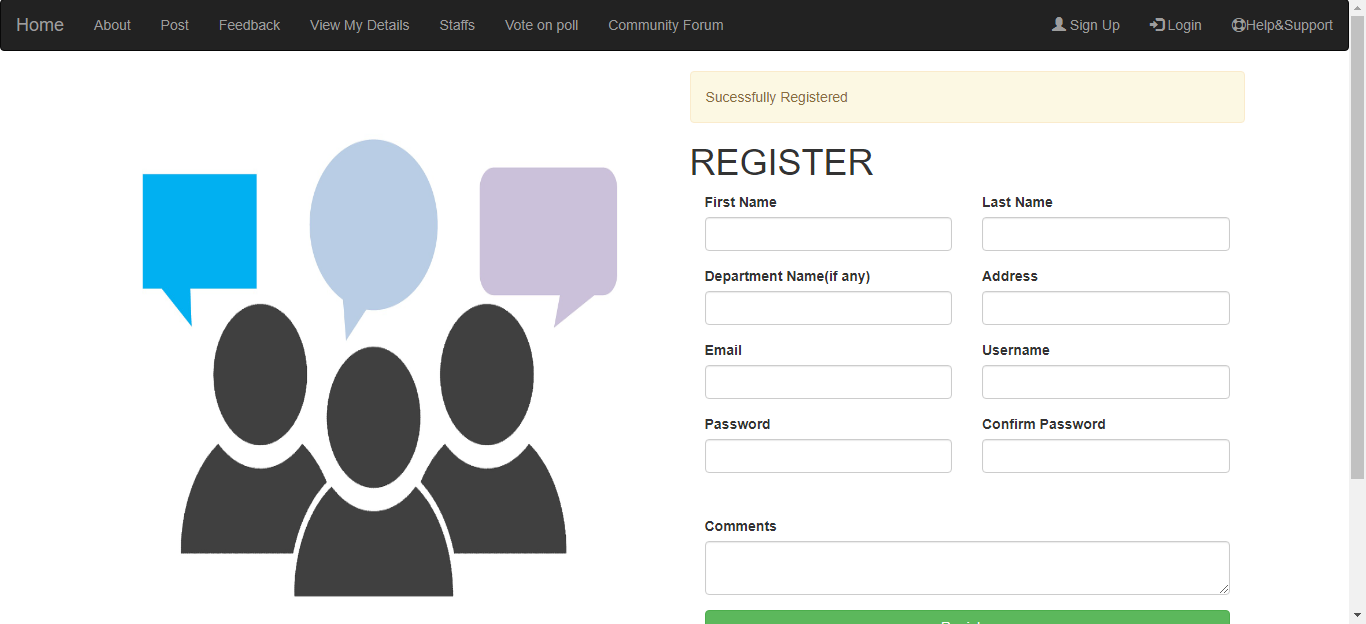 Home About Post Feedback View My Details Staffs Vote on poll Community Forum Sign Up Login Help&Support
Sucessfully Registered
REGISTER
First Name Last Name
Department Name(if any) Address
Email Username
Password Confirm Password
Comments